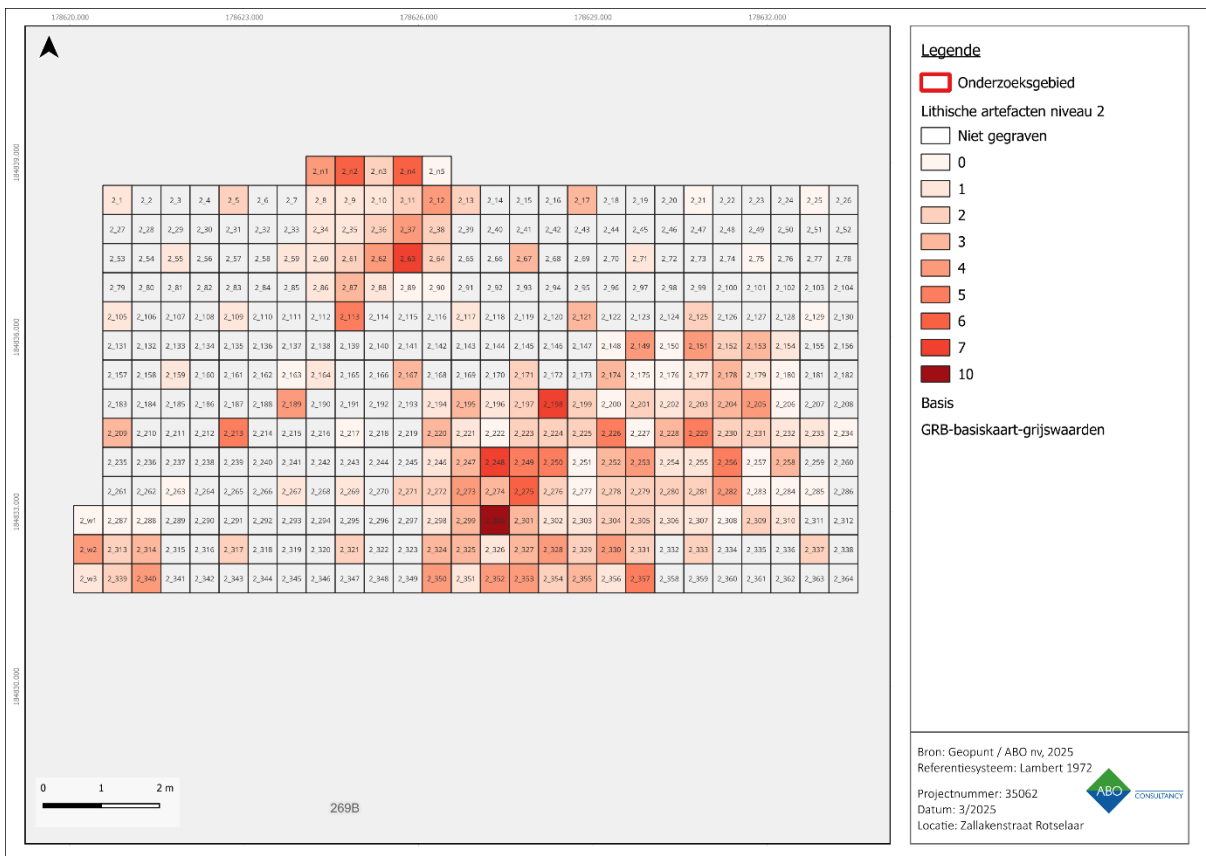 178620.000 178623.000 178626.000 178629.000 178632.000
184839.000
184836.000
184833.000
184830.000
2_n1 2_n2 2_n3 2_n4 2_n5
2_1 2_2 2_3 2_4 2_5 2_6 2_7 2_8 2_9 2_10 2_11 2_12 2_13 2_14 2_15 2_16 2_17 2_18 2_19 2_20 2_21 2_22 2_23 2_24 2_25 2_26
2_27 2_28 2_29 2_30 2_31 2_32 2_33 2_34 2_35 2_36 2_37 2_38 2_39 2_40 2_41 2_42 2_43 2_44 2_45 2_46 2_47 2_48 2_49 2_50 2_51 2_52
2_53 2_54 2_55 2_56 2_57 2_58 2_59 2_60 2_61 2_62 2_63 2_64 2_65 2_66 2_67 2_68 2_69 2_70 2_71 2_72 2_73 2_74 2_75 2_76 2_77 2_78
2_79 2_80 2_81 2_82 2_83 2_84 2_85 2_86 2_87 2_88 2_89 2_90 2_91 2_92 2_93 2_94 2_95 2_96 2_97 2_98 2_99 2_100 2_101 2_102 2_103 2_104
2_105 2_106 2_107 2_108 2_109 2_110 2_111 2_112 2_113 2_114 2_115 2_116 2_117 2_118 2_119 2_120 2_121 2_122 2_123 2_124 2_125 2_126 2_127 2_128 2_129 2_130
2_131 2_132 2_133 2_134 2_135 2_136 2_137 2_138 2_139 2_140 2_141 2_142 2_143 2_144 2_145 2_146 2_147 2_148 2_149 2_150 2_151 2_152 2_153 2_154 2_155 2_156
2_157 2_158 2_159 2_160 2_161 2_162 2_163 2_164 2_165 2_166 2_167 2_168 2_169 2_170 2_171 2_172 2_173 2_174 2_175 2_176 2_177 2_178 2_179 2_180 2_181 2_182
2_183 2_184 2_185 2_186 2_187 2_188 2_189 2_190 2_191 2_192 2_193 2_194 2_195 2_196 2_197 2_198 2_199 2_200 2_201 2_202 2_203 2_204 2_205 2_206 2_207 2_208
2_209 2_210 2_211 2_212 2_213 2_214 2_215 2_216 2_217 2_218 2_219 2_220 2_221 2_222 2_223 2_224 2_225 2_226 2_227 2_228 2_229 2_230 2_231 2_232 2_233 2_234
2_235 2_236 2_237 2_238 2_239 2_240 2_241 2_242 2_243 2_244 2_245 2_246 2_247 2_248 2_249 2_250 2_251 2_252 2_253 2_254 2_255 2_256 2_257 2_258 2_259 2_260
2_261 2_262 2_263 2_264 2_265 2_266 2_267 2_268 2_269 2_270 2_271 2_272 2_273 2_274 2_275 2_276 2_277 2_278 2_279 2_280 2_281 2_282 2_283 2_284 2_285 2_286
2_w1 2_287 2_288 2_289 2_290 2_291 2_292 2_293 2_294 2_295 2_296 2_297 2_298 2_299 2_301 2_302 2_303 2_304 2_305 2_306 2_307 2_308 2_309 2_310 2_311 2_312
2_w2 2_313 2_314 2_315 2_316 2_317 2_318 2_319 2_320 2_321 2_322 2_323 2_324 2_325 2_326 2_327 2_328 2_329 2_330 2_331 2_332 2_333 2_334 2_335 2_336 2_337 2_338
2_w3 2_339 2_340 2_341 2_342 2_343 2_344 2_345 2_346 2_347 2_348 2_349 2_350 2_351 2_352 2_353 2_354 2_355 2_356 2_357 2_358 2_359 2_360 2_361 2_362 2_363 2_364
0 1 2 m
269B
Legende
Onderzoeksgebied
Lithische artefacten niveau 2
Niet gegraven
0
1
2
3
4
5
6
7
10
Basis
GRB-basiskaart-grijswaarden
Bron: Geopunt / ABO nv, 2025
Referentiesysteem: Lambert 1972
Projectnummer: 35062
Datum: 3/2025
Locatie: Zallakenstraat Rotselaar
ABO CONSULTANCY